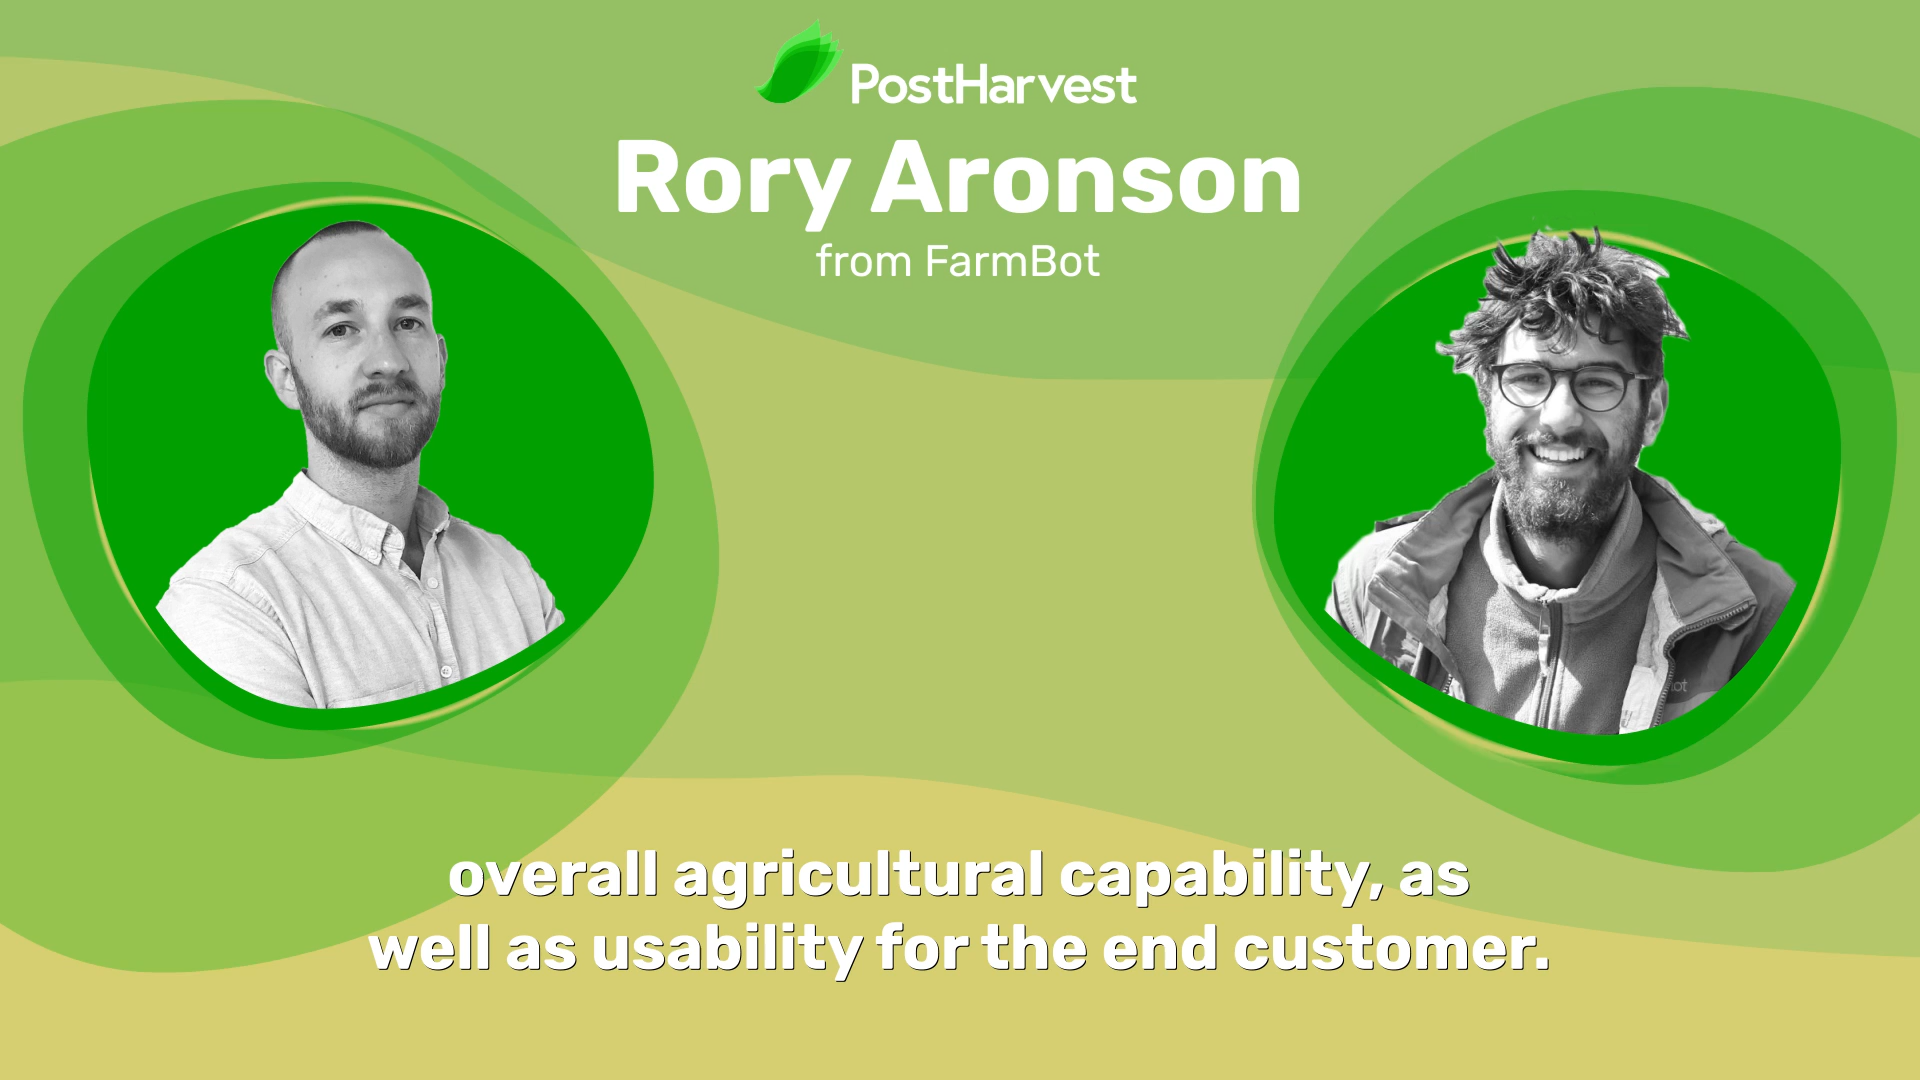 PostHarvest
Rory Aronson
from FarmBot
overall agricultural capability, as
well as usability for the end customer.